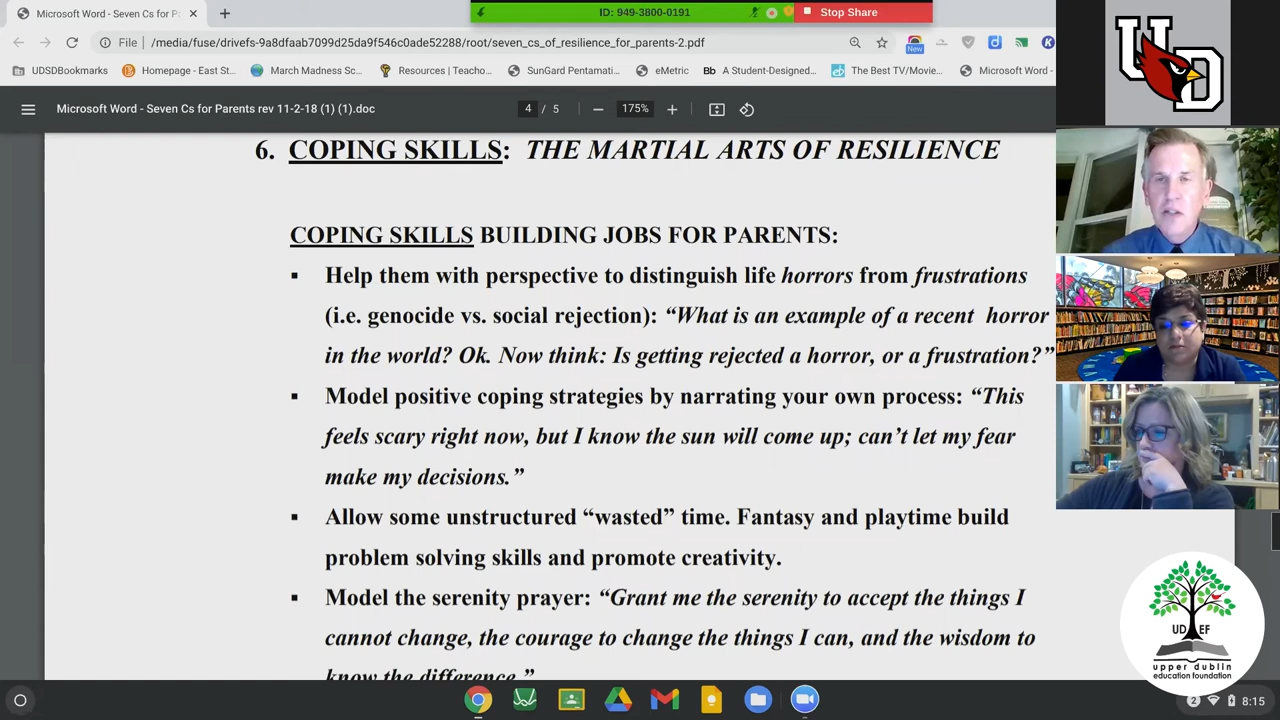 Microsoft Word - Seven Cs for P
ID: 949-3800-0191
Stop Share
File
/media/fuse/drivefs-9a8dfabb7099d23da9f546c0ade52288/root/seven_cs_of_resilience_for_parents-2.pdf
New
UDSDBookmarks
Homepage - East St...
March Madness Sc...
Resources | Teach...
SunGard Pentamati...
eMetric
Bb A Student-Designed...
The Best TV/Movie...
Microsoft Word -
Microsoft Word - Seven Cs for Parents rev 11-2-18 (1) (1).doc
4 / 5
175%
6. COPING SKILLS: THE MARTIAL ARTS OF RESILIENCE
COPING SKILLS BUILDING JOBS FOR PARENTS:
▪ Help them with perspective to distinguish life horrors from frustrations
(i.e. genocide vs. social rejection): “What is an example of a recent horror
in the world? Ok. Now think: Is getting rejected a horror, or a frustration?”
▪ Model positive coping strategies by narrating your own process: “This
feels scary right now, but I know the sun will come up; can’t let my fear
make my decisions.”
▪ Allow some unstructured “wasted” time. Fantasy and playtime build
problem solving skills and promote creativity.
▪ Model the serenity prayer: “Grant me the serenity to accept the things I
cannot change, the courage to change the things I can, and the wisdom to
know the difference.”
UD
UD EF
upper dublin
education foundation
2
8:15